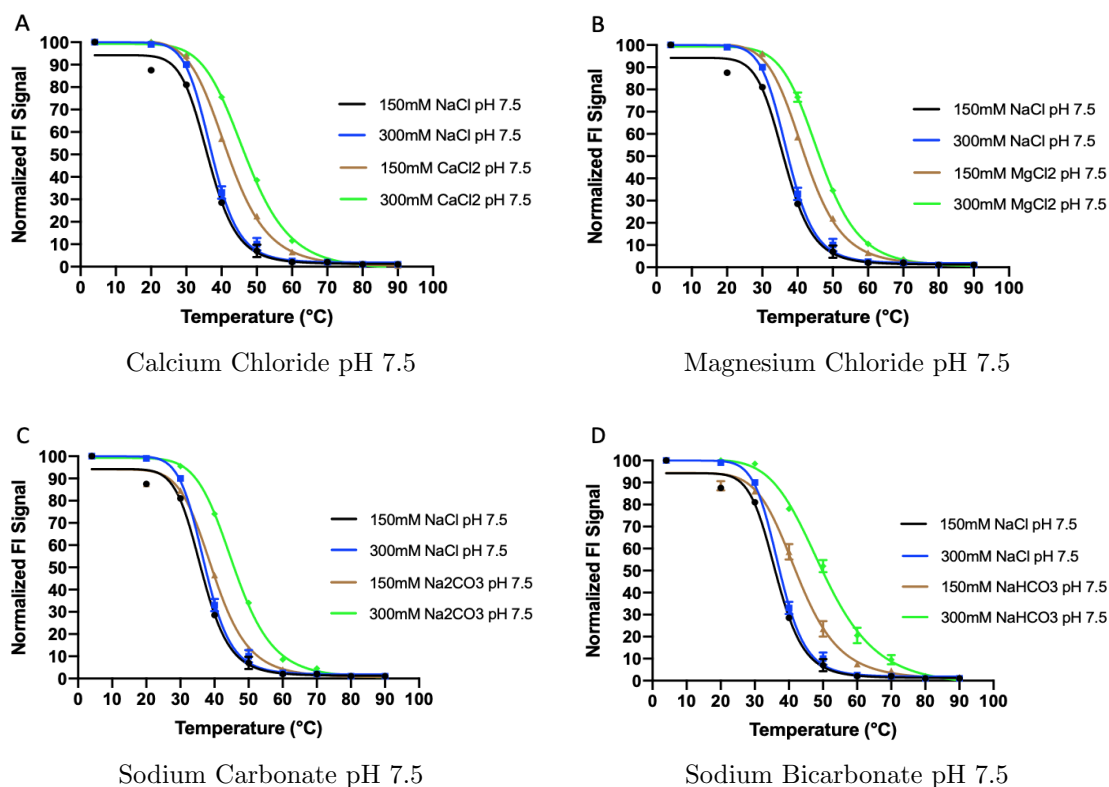 A
Normalized FI Signal
100
90
80
70
60
50
40
30
20
10
0
0 10 20 30 40 50 60 70 80 90 100
Temperature (°C)
150mM NaCl pH 7.5
300mM NaCl pH 7.5
150mM CaCl2 pH 7.5
300mM CaCl2 pH 7.5
Calcium Chloride pH 7.5
B
Normalized FI Signal
100
90
80
70
60
50
40
30
20
10
0
0 10 20 30 40 50 60 70 80 90 100
Temperature (°C)
150mM NaCl pH 7.5
300mM NaCl pH 7.5
150mM MgCl2 pH 7.5
300mM MgCl2 pH 7.5
Magnesium Chloride pH 7.5
C
Normalized FI Signal
100
90
80
70
60
50
40
30
20
10
0
0 10 20 30 40 50 60 70 80 90 100
Temperature (°C)
150mM NaCl pH 7.5
300mM NaCl pH 7.5
150mM Na2CO3 pH 7.5
300mM Na2CO3 pH 7.5
Sodium Carbonate pH 7.5
D
Normalized FI Signal
100
90
80
70
60
50
40
30
20
10
0
0 10 20 30 40 50 60 70 80 90 100
Temperature (°C)
150mM NaCl pH 7.5
300mM NaCl pH 7.5
150mM NaHCO3 pH 7.5
300mM NaHCO3 pH 7.5
Sodium Bicarbonate pH 7.5